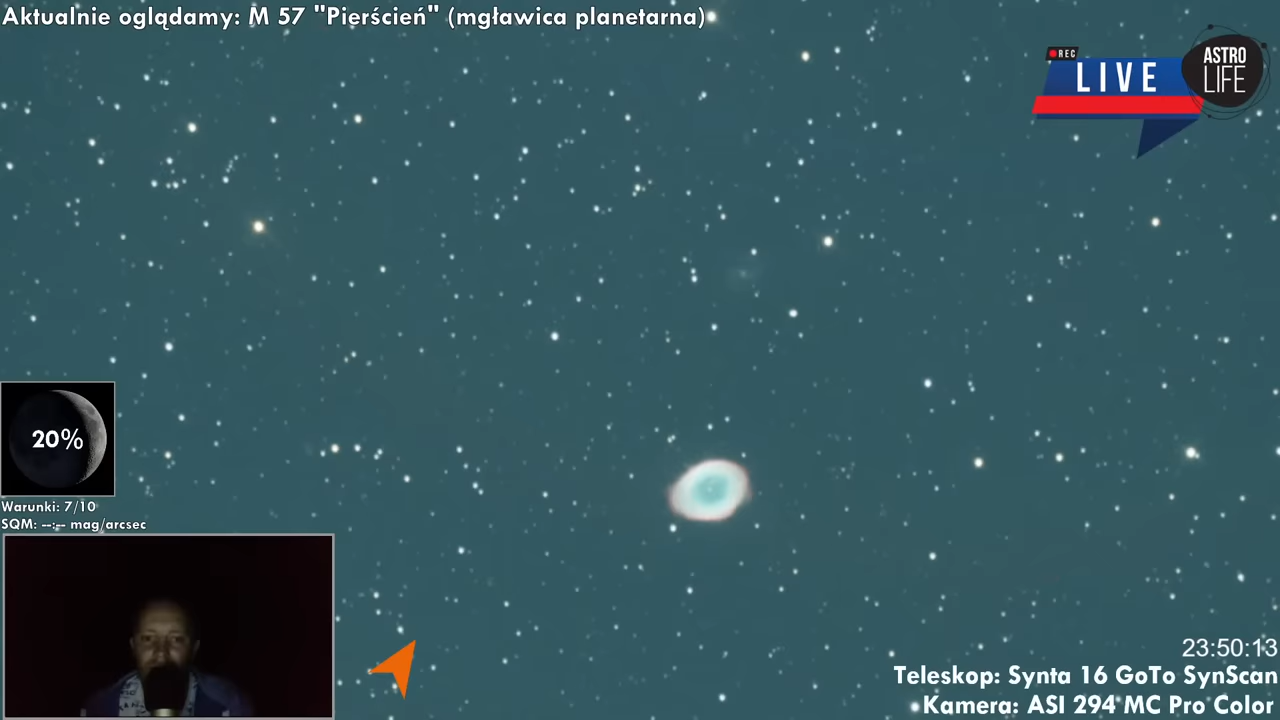 Aktualnie oglądamy: M 57 "Pierścień" (mgławica planetarna)
REC
LIVE
ASTRO
LIFE
20%
Warunki: 7/10
SQM: --:-- mag/arcsec
23:50:13
Teleskop: Synta 16 GoTo SynScan
Kamera: ASI 294 MC Pro Color